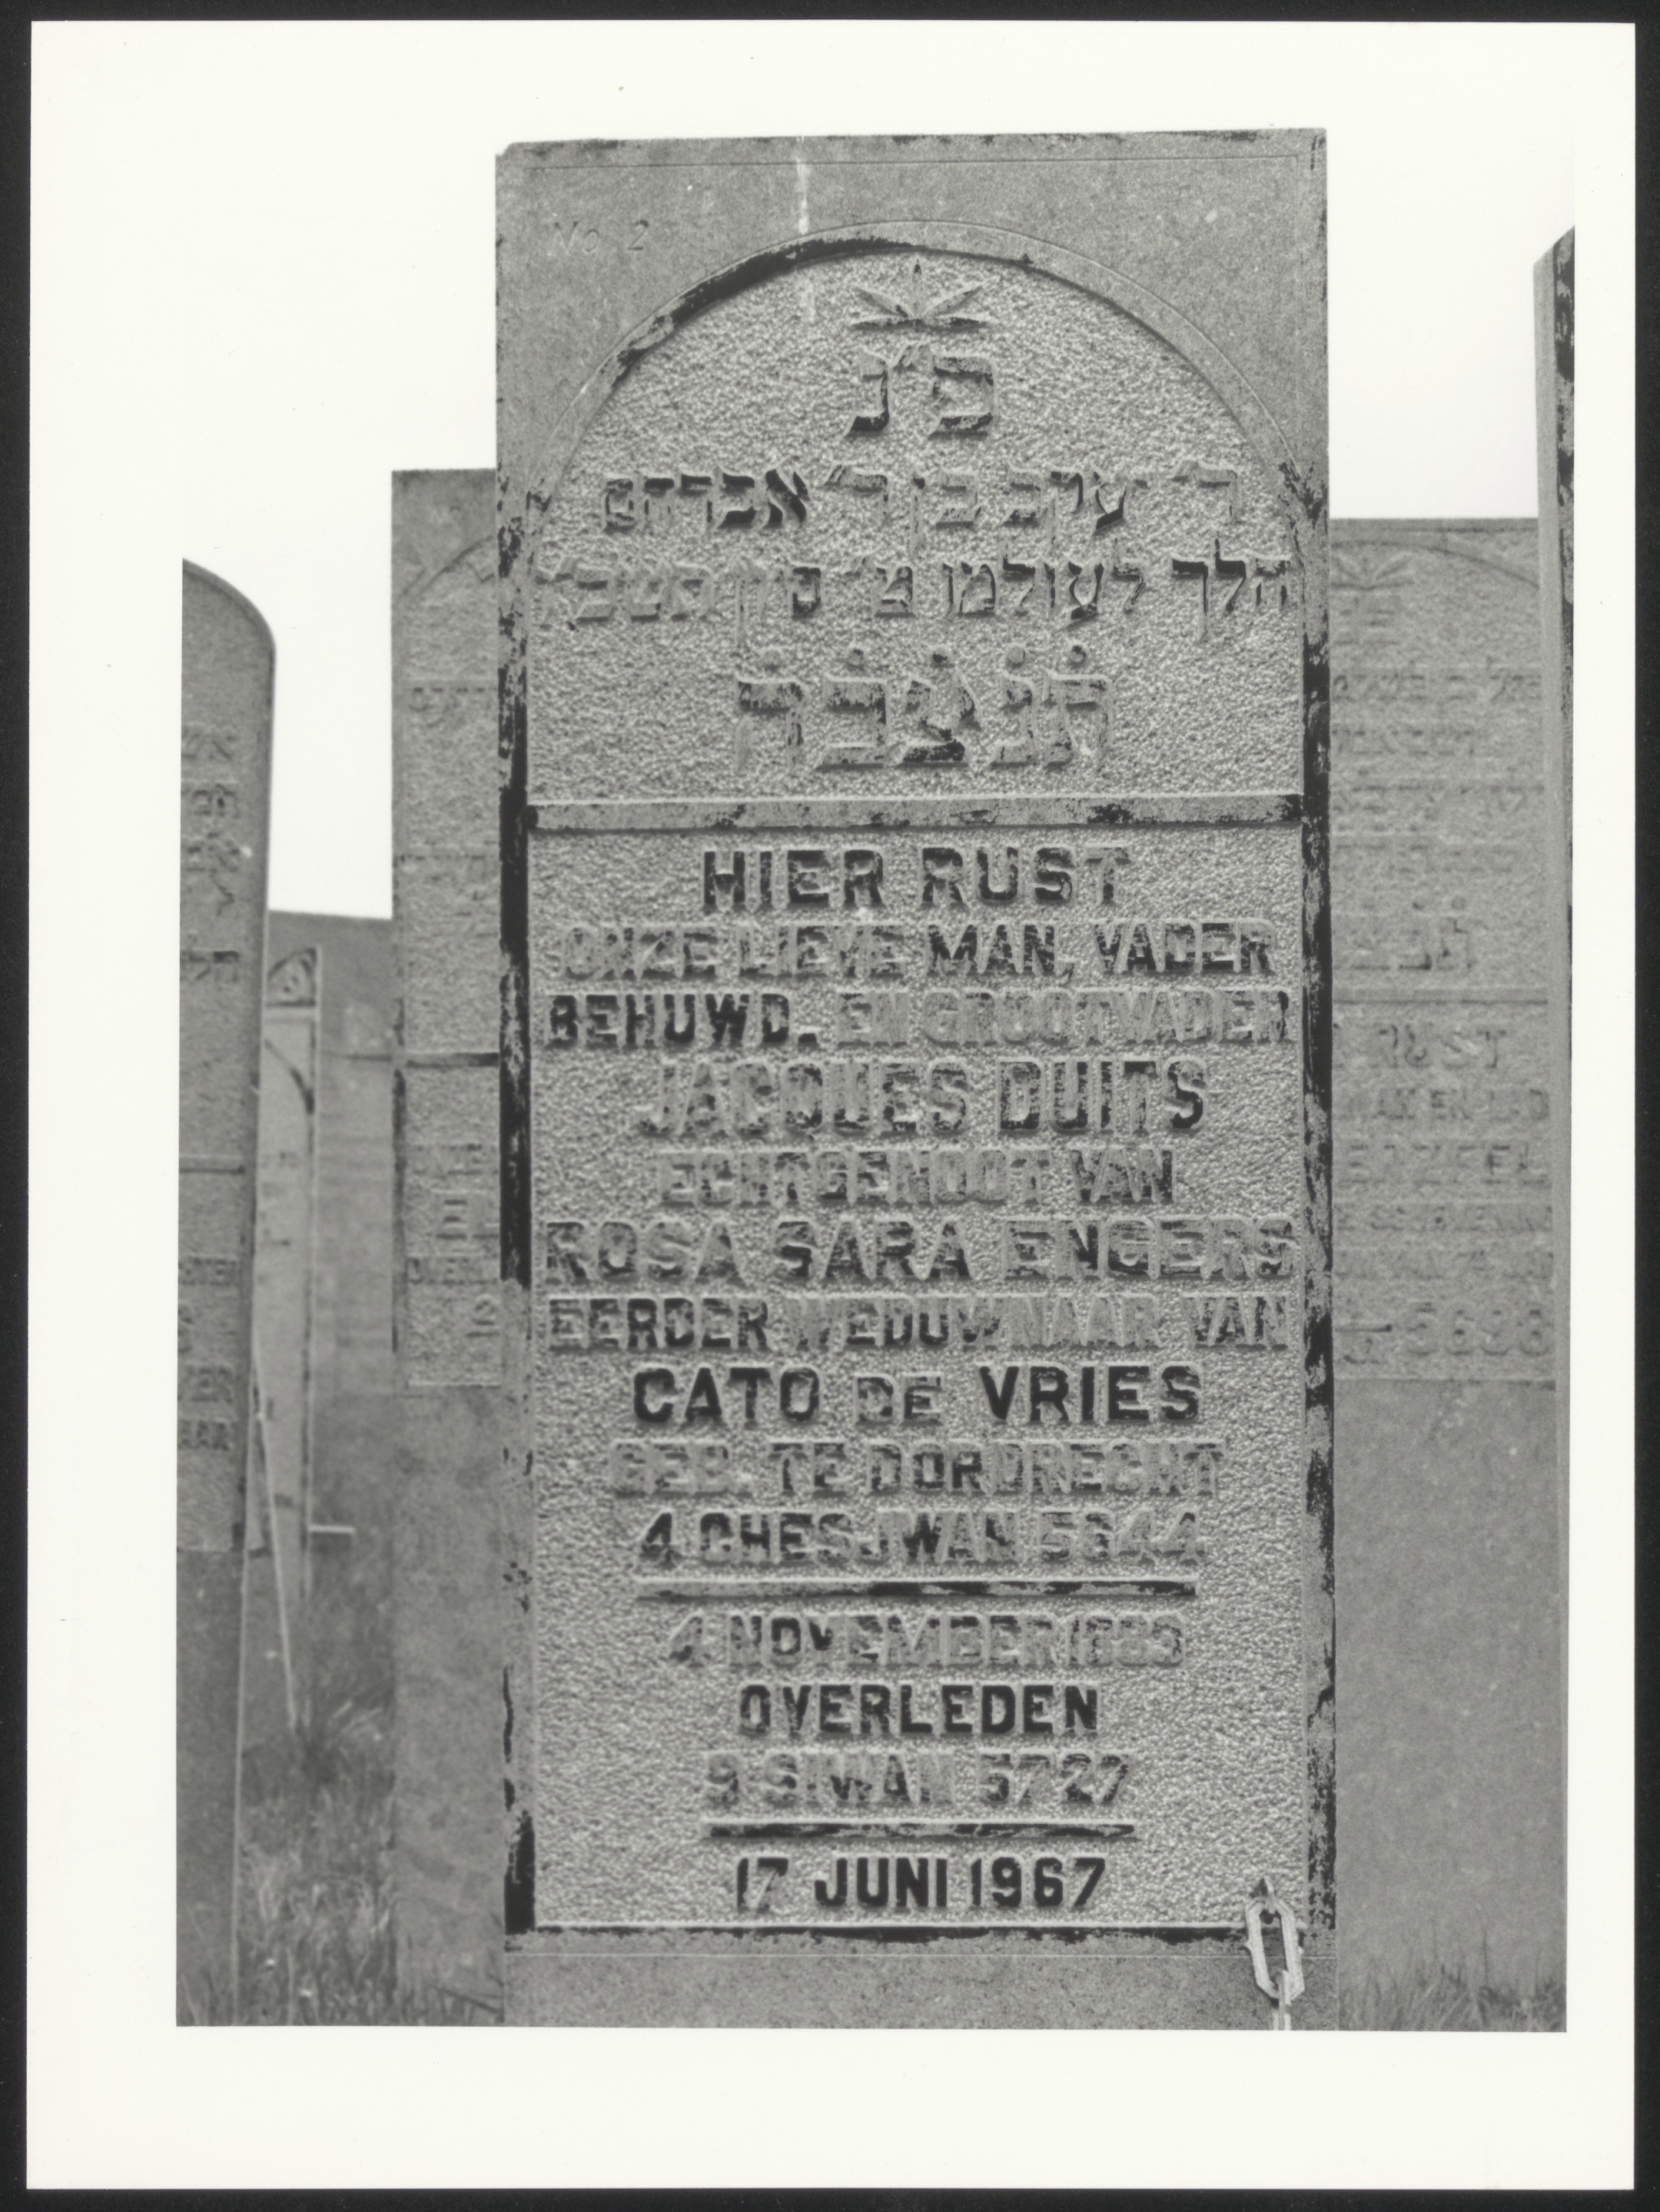 No 2
פ״נ
ר׳ יעקב בן ר׳ אברהם
הלך לעולמו ט׳ סיון תשכ״ז
תׄנׄצׄבׄהׄ
HIER RUST
ONZE LIEVE MAN, VADER
BEHUWD. EN GROOTVADER
JACQUES DUITS
ECHTGENOOT VAN
ROSA SARA ENGERS
EERDER WEDUWNAAR VAN
CATO DE VRIES
GEB. TE DORDRECHT
4 CHESJWAN 5644
4 NOVEMBER 1883
OVERLEDEN
9 SIWAN 5727
17 JUNI 1967
RUST
5698